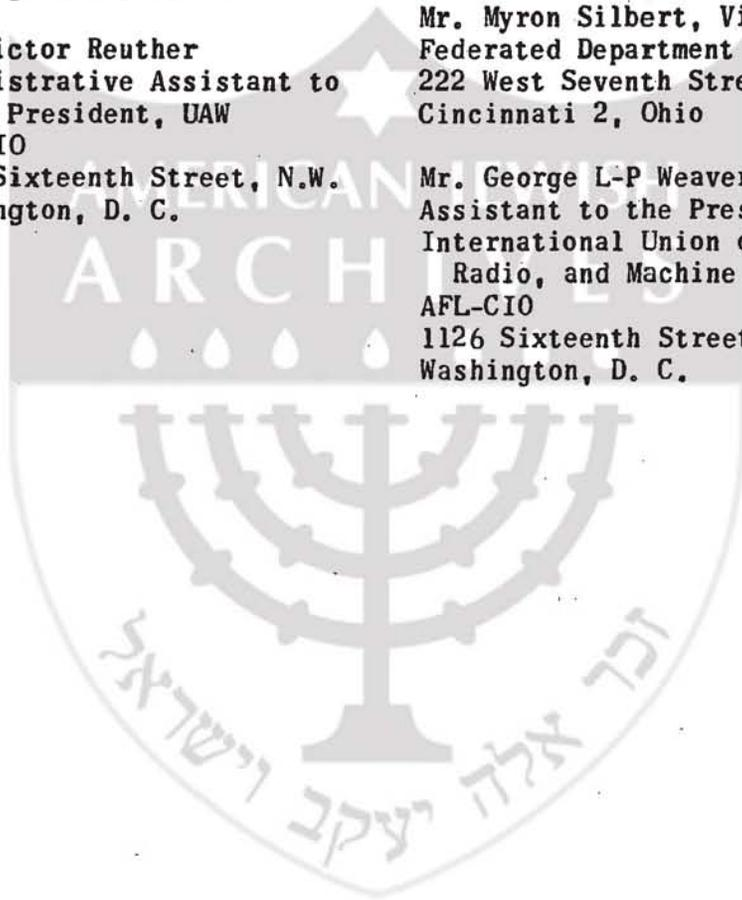 ictor Reuther
istrative Assistant to
President, UAW
IO
Sixteenth Street, N.W.
ngton, D. C.
Mr. Myron Silbert, Vi
Federated Department
222 West Seventh Stre
Cincinnati 2, Ohio
Mr. George L-P Weaver
Assistant to the Pres
International Union
Radio, and Machine
AFL-CIO
1126 Sixteenth Street
Washington, D. C.
AMERICAN JEWISH
ARCHIVES
זכר אלה יעקב וישראל